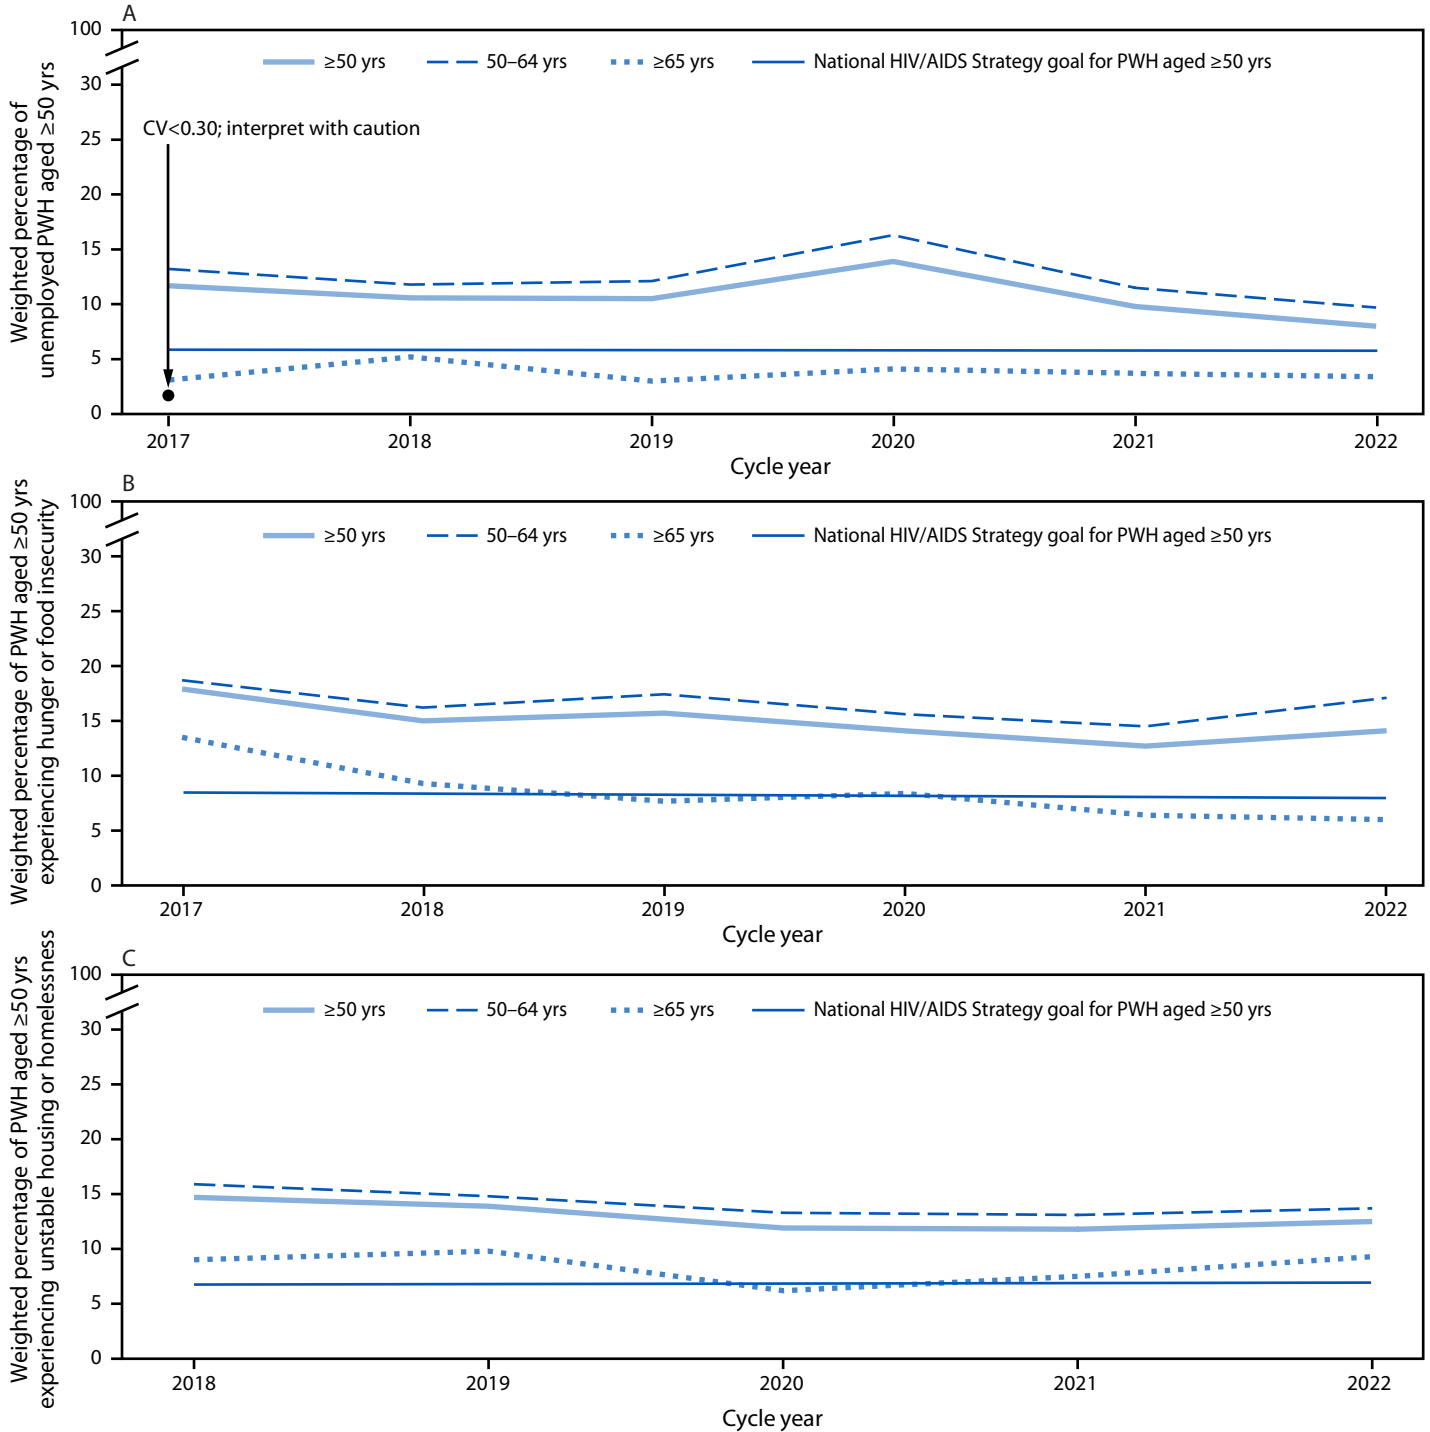 A
100
≥50 yrs 50–64 yrs ≥65 yrs National HIV/AIDS Strategy goal for PWH aged ≥50 yrs
30
CV<0.30; interpret with caution
25
20
15
10
5
0
Weighted percentage of
unemployed PWH aged ≥50 yrs
2017 2018 2019 2020 2021 2022
Cycle year
B
100
≥50 yrs 50–64 yrs ≥65 yrs National HIV/AIDS Strategy goal for PWH aged ≥50 yrs
30
25
20
15
10
5
0
Weighted percentage of PWH aged ≥50 yrs
experiencing hunger or food insecurity
2017 2018 2019 2020 2021 2022
Cycle year
C
100
≥50 yrs 50–64 yrs ≥65 yrs National HIV/AIDS Strategy goal for PWH aged ≥50 yrs
30
25
20
15
10
5
0
Weighted percentage of PWH aged ≥50 yrs
experiencing unstable housing or homelessness
2018 2019 2020 2021 2022
Cycle year